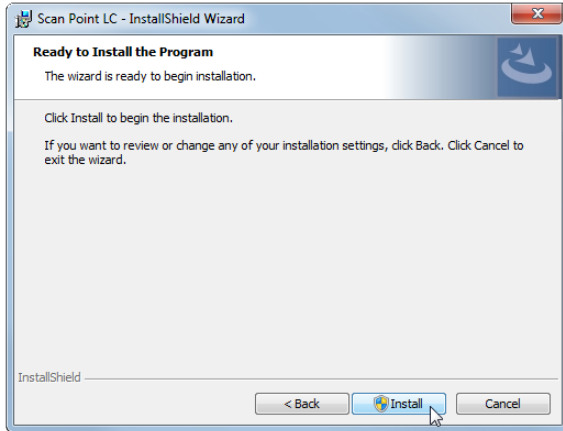 Scan Point LC - InstallShield Wizard
Ready to Install the Program
The wizard is ready to begin installation.
Click Install to begin the installation.
If you want to review or change any of your installation settings, click Back. Click Cancel to
exit the wizard.
InstallShield
< Back
Install
Cancel